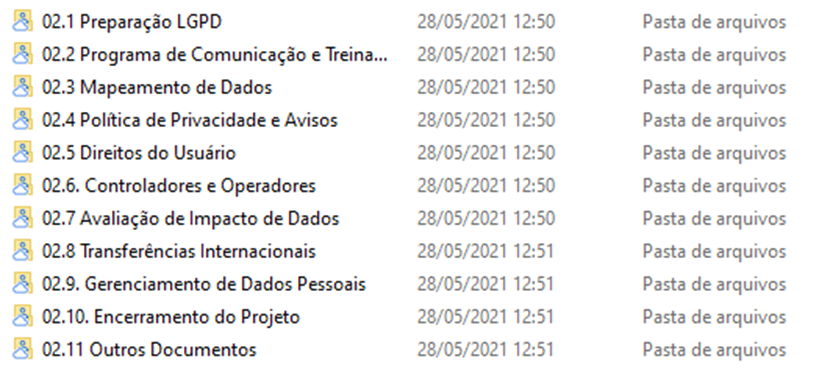 02.1 Preparação LGPD 28/05/2021 12:50 Pasta de arquivos
02.2 Programa de Comunicação e Treina... 28/05/2021 12:50 Pasta de arquivos
02.3 Mapeamento de Dados 28/05/2021 12:50 Pasta de arquivos
02.4 Política de Privacidade e Avisos 28/05/2021 12:50 Pasta de arquivos
02.5 Direitos do Usuário 28/05/2021 12:50 Pasta de arquivos
02.6. Controladores e Operadores 28/05/2021 12:50 Pasta de arquivos
02.7 Avaliação de Impacto de Dados 28/05/2021 12:50 Pasta de arquivos
02.8 Transferências Internacionais 28/05/2021 12:51 Pasta de arquivos
02.9. Gerenciamento de Dados Pessoais 28/05/2021 12:51 Pasta de arquivos
02.10. Encerramento do Projeto 28/05/2021 12:51 Pasta de arquivos
02.11 Outros Documentos 28/05/2021 12:51 Pasta de arquivos